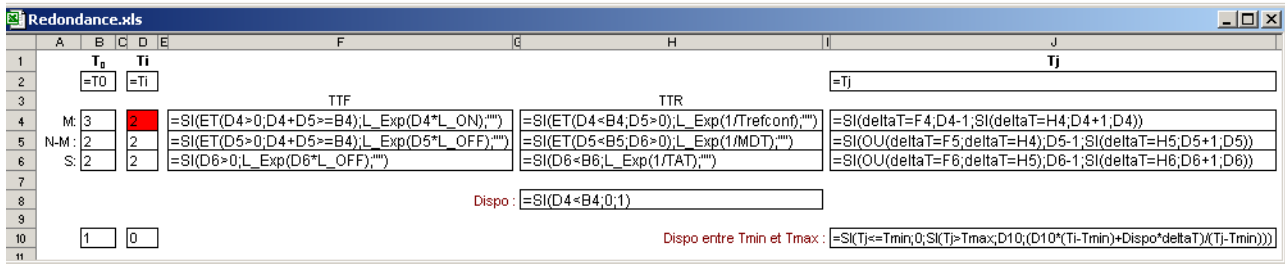 Redondance.xls
A B C D E F G H I J
1 T₀ Ti Tj
2 =T0 =Ti =Tj
3 TTF TTR
4 M: 3 2 =SI(ET(D4>0;D4+D5>=B4);L_Exp(D4*L_ON);"") =SI(ET(D4<B4;D5>0);L_Exp(1/Trefconf);"") =SI(deltaT=F4;D4-1;SI(deltaT=H4;D4+1;D4))
5 N-M : 2 2 =SI(ET(D5>0;D4+D5>=B4);L_Exp(D5*L_OFF);"") =SI(ET(D5<B5;D6>0);L_Exp(1/MDT);"") =SI(OU(deltaT=F5;deltaT=H4);D5-1;SI(deltaT=H5;D5+1;D5))
6 S: 2 2 =SI(D6>0;L_Exp(D6*L_OFF);"") =SI(D6<B6;L_Exp(1/TAT);"") =SI(OU(deltaT=F6;deltaT=H5);D6-1;SI(deltaT=H6;D6+1;D6))
7
8 Dispo : =SI(D4<B4;0;1)
9
10 1 0 Dispo entre Tmin et Tmax : =SI(Tj<=Tmin;0;SI(Tj>Tmax;D10;(D10*(Ti-Tmin)+Dispo*deltaT)/(Tj-Tmin)))
11